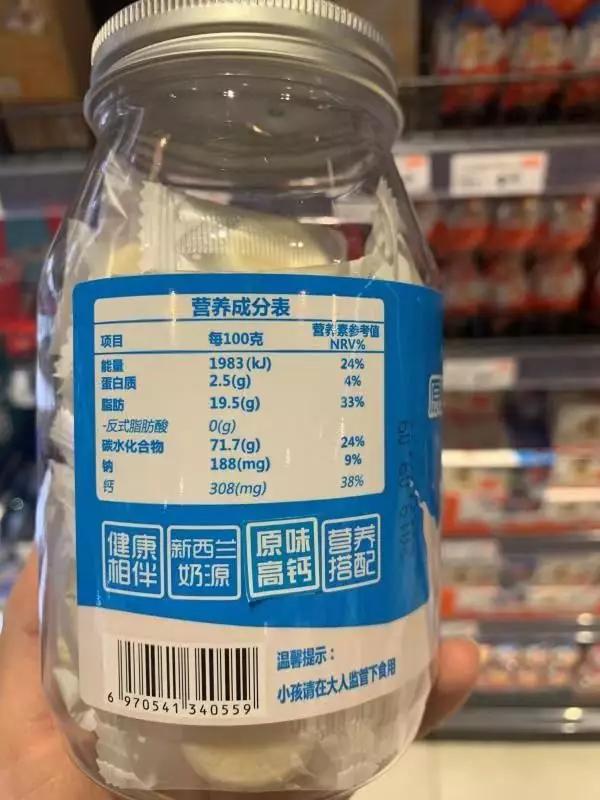 营养成分表
项目 每100克 营养素参考值 NRV%
能量 1983(kJ) 24%
蛋白质 2.5(g) 4%
脂肪 19.5(g) 33%
-反式脂肪酸 0(g)
碳水化合物 71.7(g) 24%
钠 188(mg) 9%
钙 308(mg) 38%
健康相伴
新西兰奶源
原味高钙
营养搭配
温馨提示：
小孩请在大人监管下食用
6 970541 340559